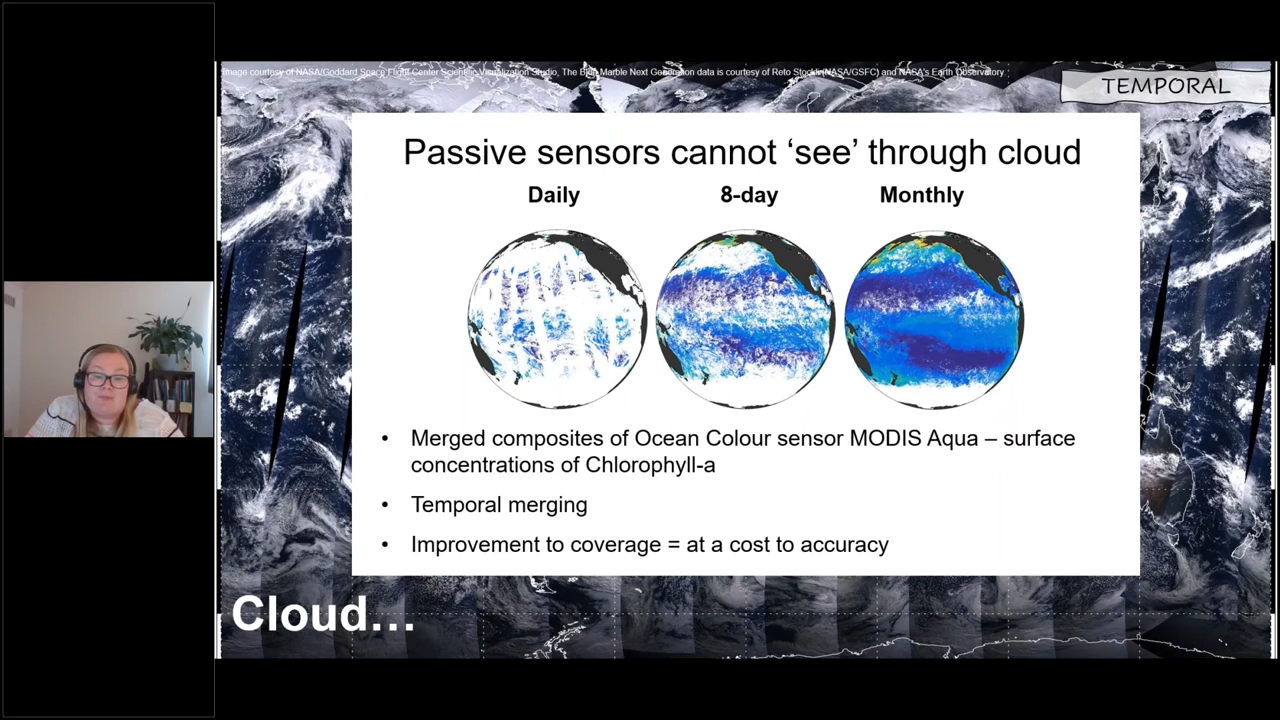 Image courtesy of NASA/Goddard Space Flight Center Scientific Visualization Studio, The Blue Marble Next Generation data is courtesy of Reto Stockli (NASA/GSFC) and NASA's Earth Observatory.
TEMPORAL
Passive sensors cannot ‘see’ through cloud
Daily
8-day
Monthly
• Merged composites of Ocean Colour sensor MODIS Aqua – surface
concentrations of Chlorophyll-a
• Temporal merging
• Improvement to coverage = at a cost to accuracy
Cloud…